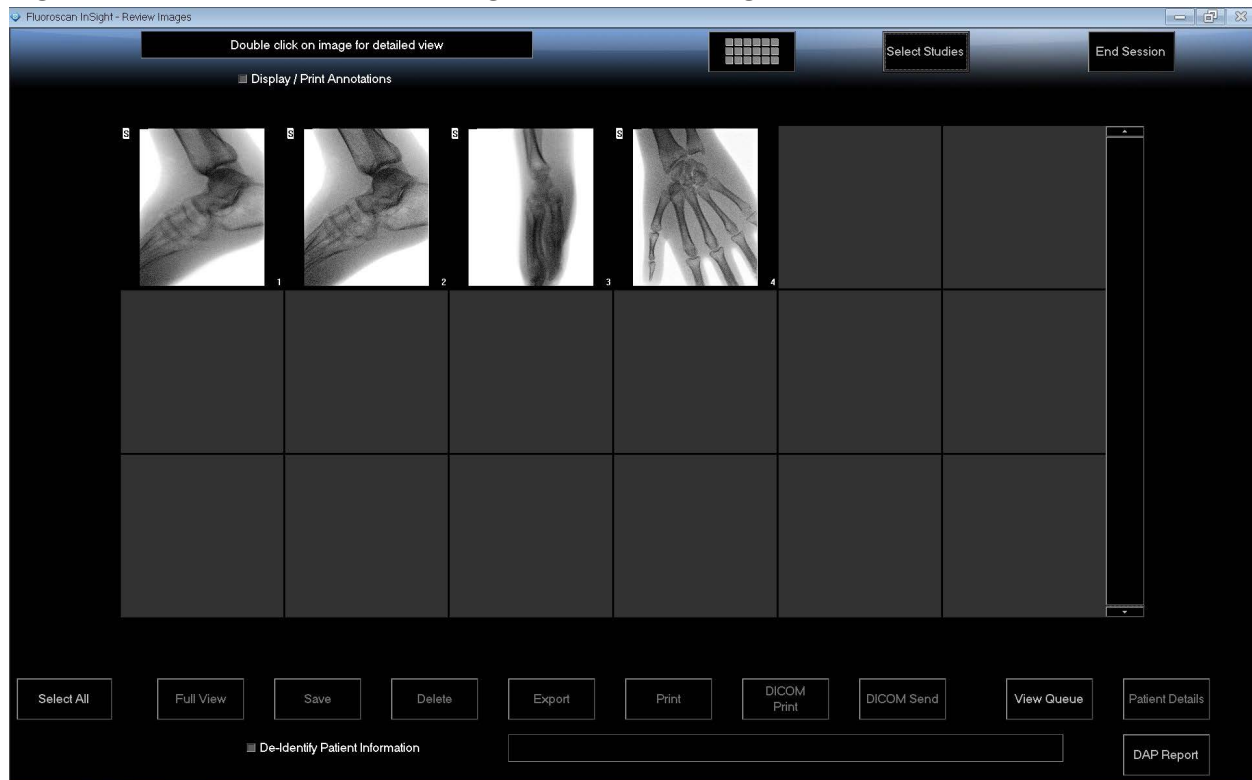 Fluoroscan InSight - Review Images
Double click on image for detailed view
Select Studies
End Session
Display / Print Annotations
S
S
S
S
1
2
3
4
Select All
Full View
Save
Delete
Export
Print
DICOM
Print
DICOM Send
View Queue
Patient Details
De-Identify Patient Information
DAP Report